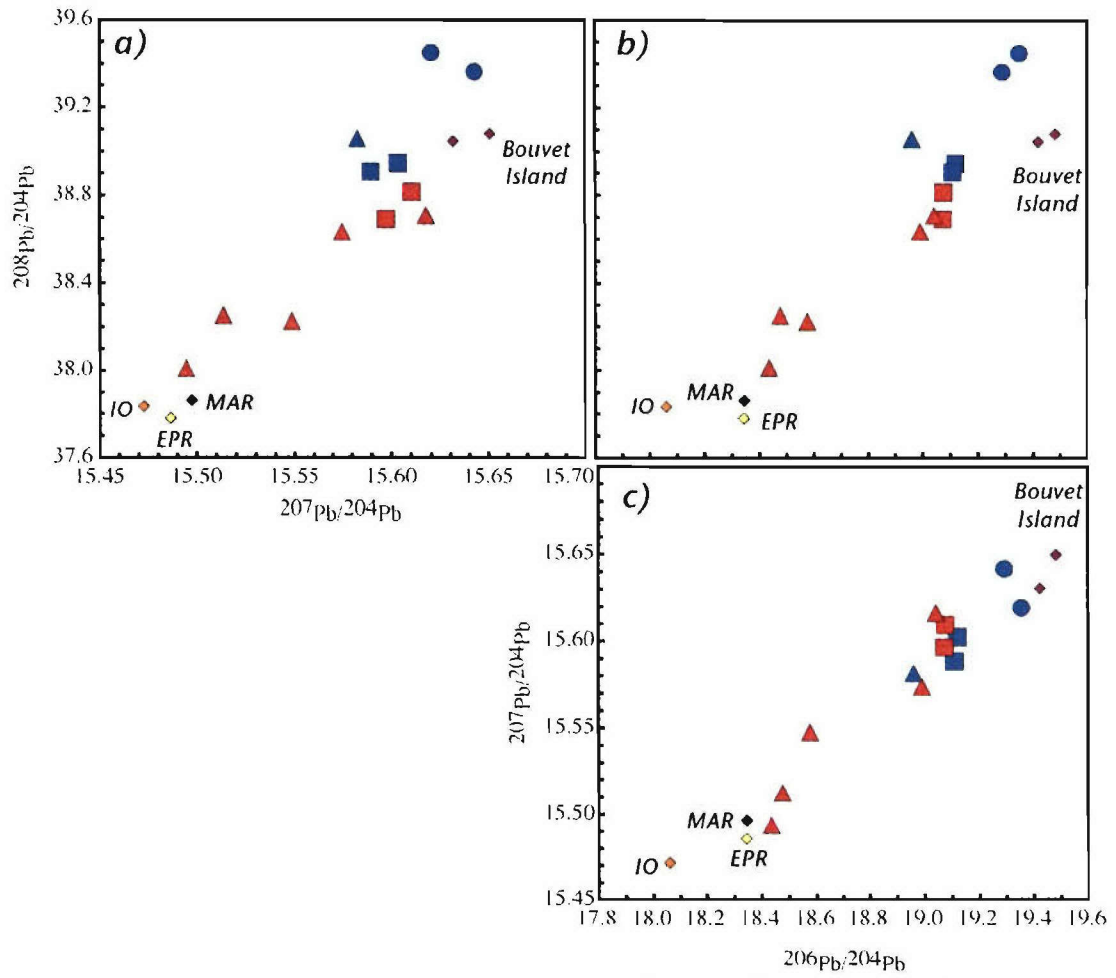 a)
39.6
39.2
38.8
38.4
38.0
37.6
208Pb/204Pb
Bouvet
Island
IO
MAR
EPR
15.45 15.50 15.55 15.60 15.65 15.70
207Pb/204Pb
b)
Bouvet
Island
MAR
IO
EPR
c)
Bouvet
Island
15.65
15.60
15.55
15.50
15.45
207Pb/204Pb
MAR
EPR
IO
17.8 18.0 18.2 18.4 18.6 18.8 19.0 19.2 19.4 19.6
206Pb/204Pb